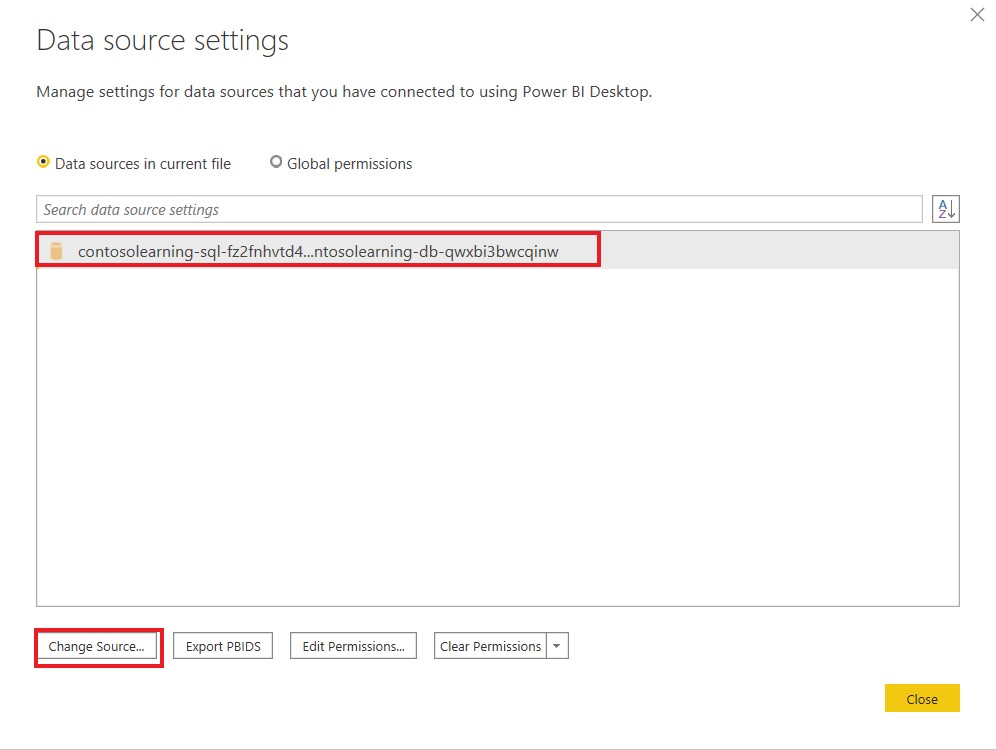 Data source settings
Manage settings for data sources that you have connected to using Power BI Desktop.
Data sources in current file
Global permissions
Search data source settings
A
Z
contosolearning-sql-fz2fnhvtd4...ntosolearning-db-qwxbi3bwcqinw
Change Source...
Export PBIDS
Edit Permissions...
Clear Permissions
Close